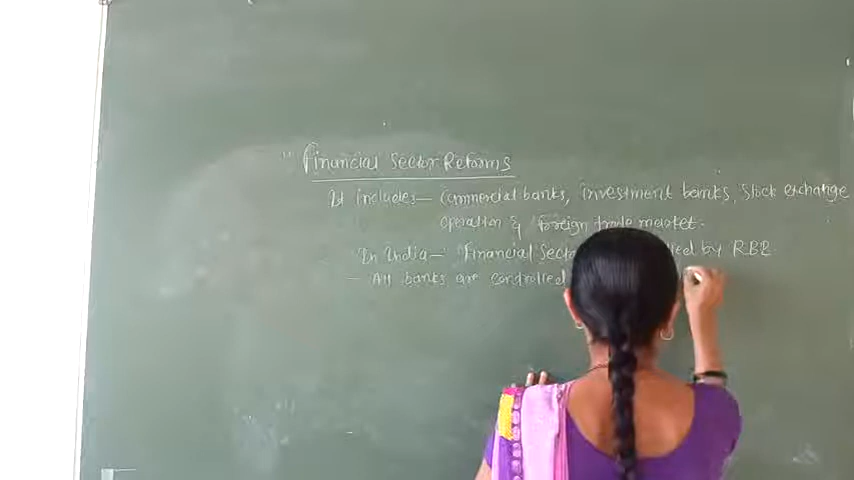 " Financial Sector Reforms
It includes— Commercial banks, investment banks, Stock exchange
operation & foreign trade market.
In India— Financial Sect lled by RBI
— All banks are controlled